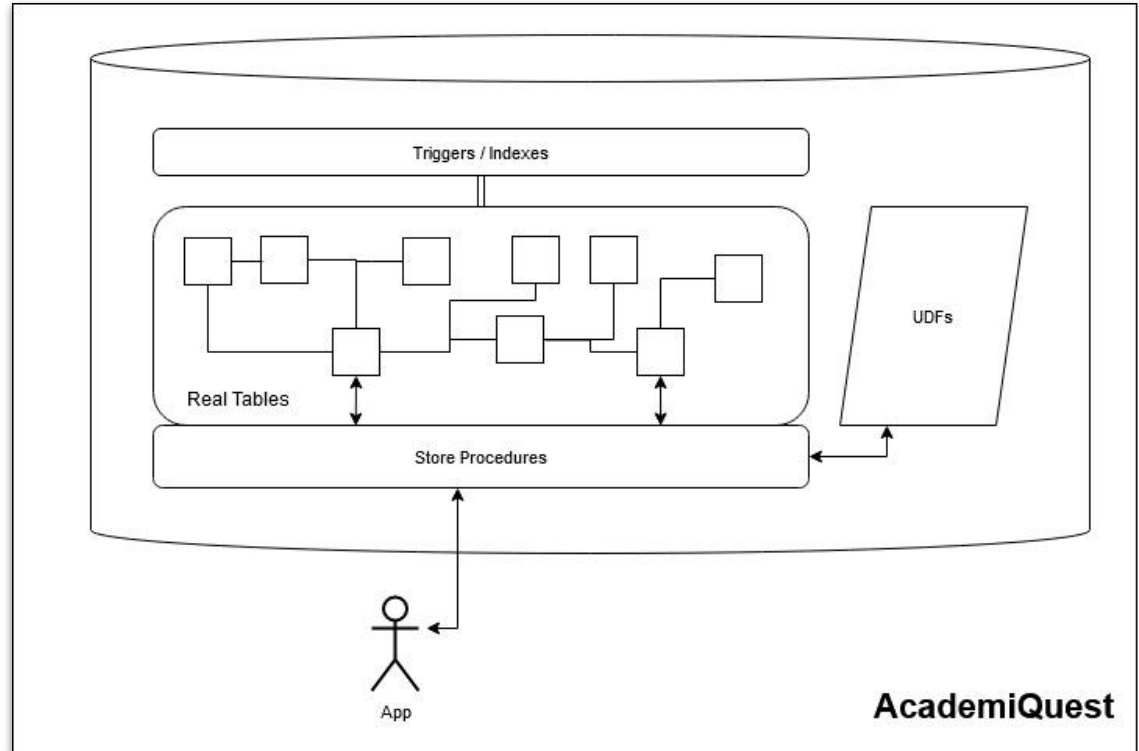 Triggers / Indexes
UDFs
Real Tables
Store Procedures
App
AcademiQuest